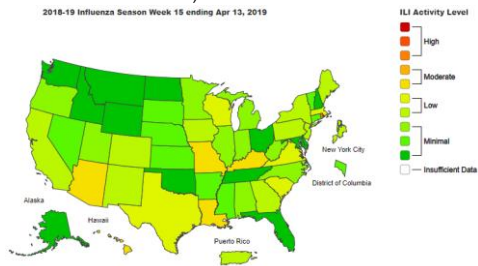 2018-19 Influenza Season Week 15 ending Apr 13, 2019
ILI Activity Level
High
Moderate
Low
Minimal
Insufficient Data
New York City
District of Columbia
Alaska
Hawaii
Puerto Rico